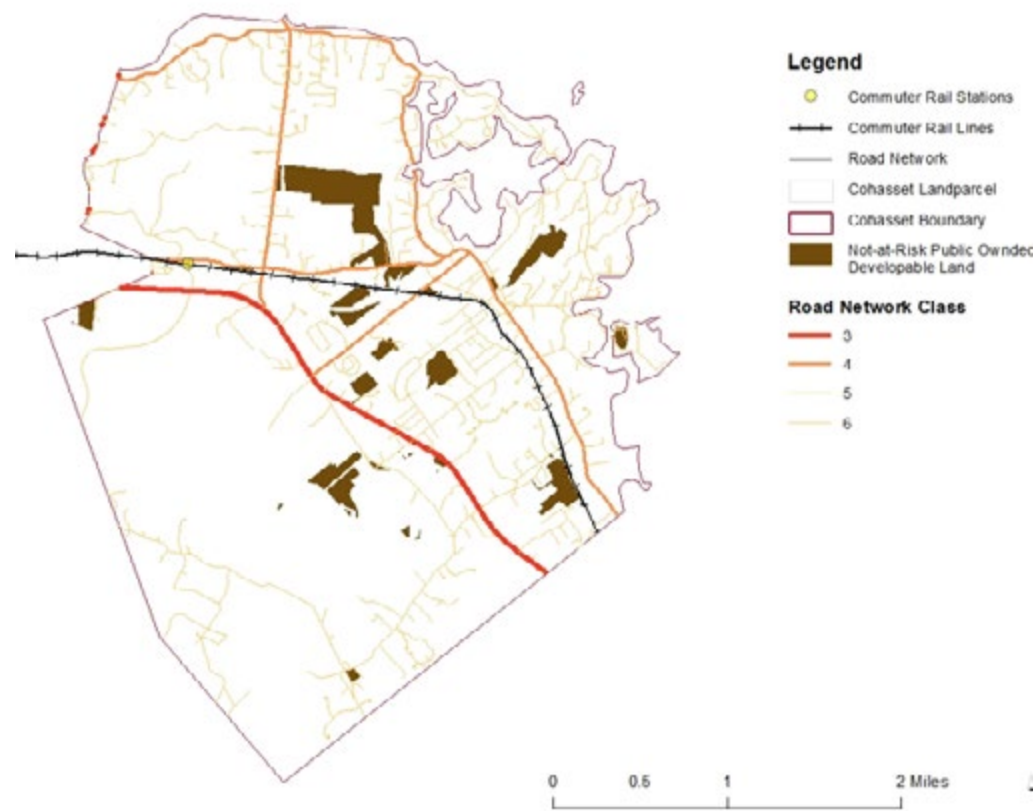 Legend
Commuter Rail Stations
Commuter Rail Lines
Road Network
Cohasset Landparcel
Cohasset Boundary
Not-at-Risk Public Ownded
Developable Land
Road Network Class
3
4
5
6
0 0.5 1 2 Miles